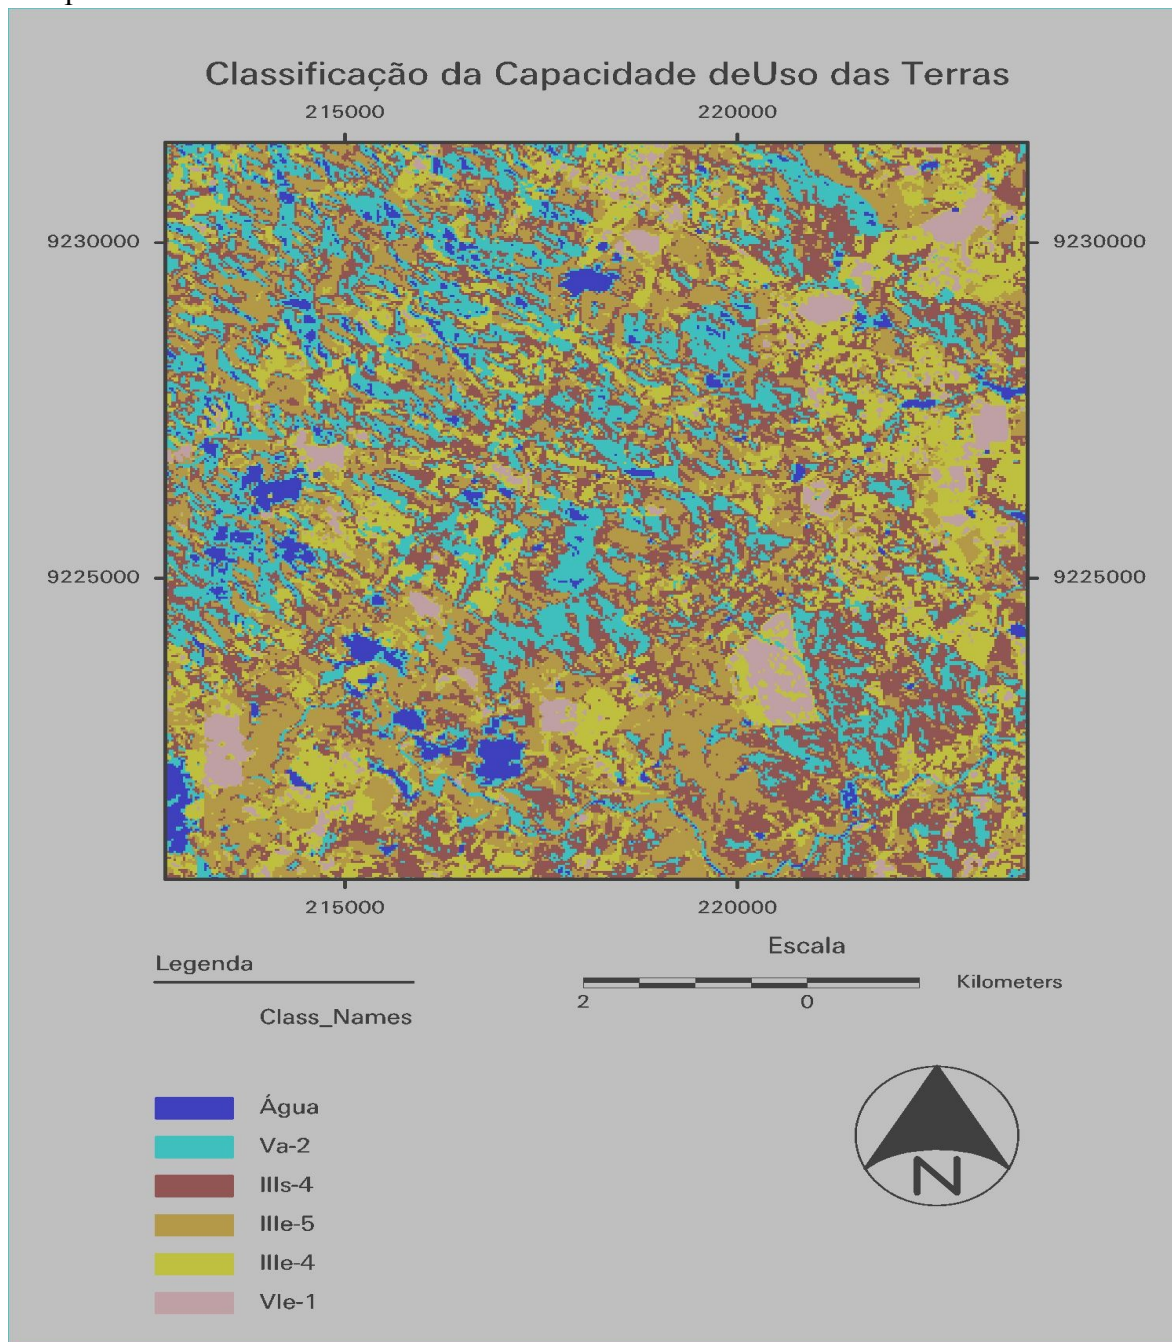 Classificação da Capacidade deUso das Terras
215000 220000
9230000 9230000
9225000 9225000
215000 220000
Escala
Legenda
Kilometers
2 0
Class_Names
Água
Va-2
IIIs-4
IIIe-5
IIIe-4
VIe-1
N